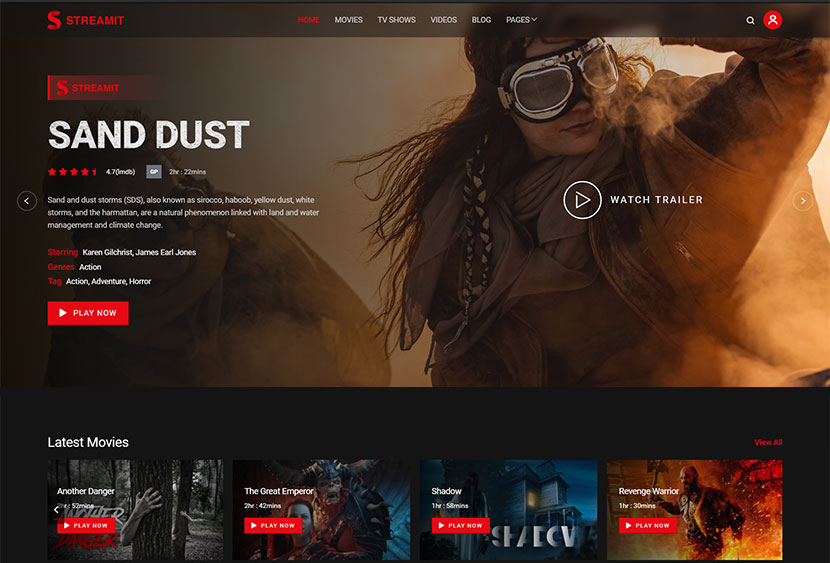 STREAMIT
HOME MOVIES TV SHOWS VIDEOS BLOG PAGES
STREAMIT
SAND DUST
4.7(lmdb) GP 2hr : 22mins
Sand and dust storms (SDS), also known as sirocco, haboob, yellow dust, white
storms, and the harmattan, are a natural phenomenon linked with land and water
management and climate change.
WATCH TRAILER
Starring Karen Gilchrist, James Earl Jones
Genres Action
Tag Action, Adventure, Horror
PLAY NOW
Latest Movies
View All
Another Danger
2hr : 52mins
PLAY NOW
ANOTHER
DANGER
The Great Emperor
2hr : 42mins
PLAY NOW
Shadow
1hr : 58mins
PLAY NOW
SHADOW
Revenge Warrior
1hr : 30mins
PLAY NOW